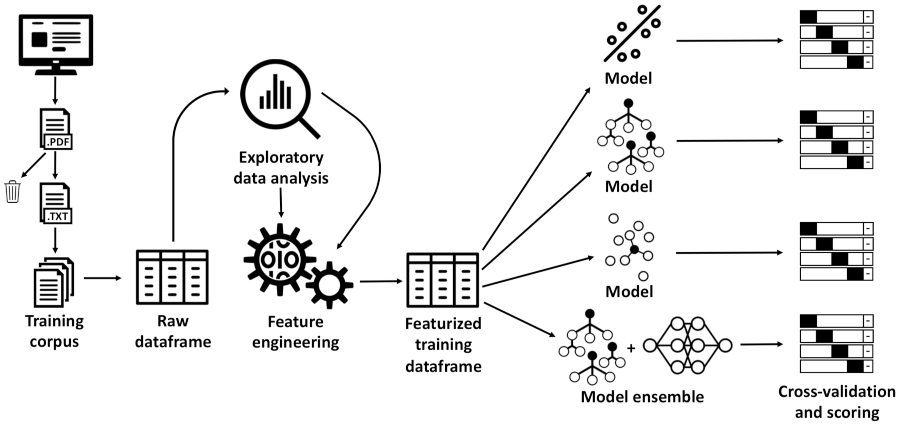 .PDF
.TXT
Training
corpus
Raw
dataframe
Exploratory
data analysis
010
Feature
engineering
Featurized
training
dataframe
Model
Model
Model
+
Model ensemble
Cross-validation
and scoring